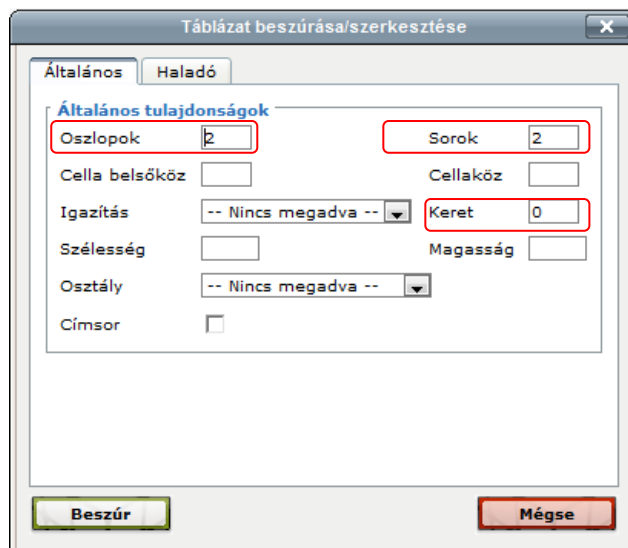 Táblázat beszúrása/szerkesztése
Általános Haladó
Általános tulajdonságok
Oszlopok 2 Sorok 2
Cella belsőköz Cellaköz
Igazítás -- Nincs megadva -- Keret 0
Szélesség Magasság
Osztály -- Nincs megadva --
Címsor
Beszúr Mégse